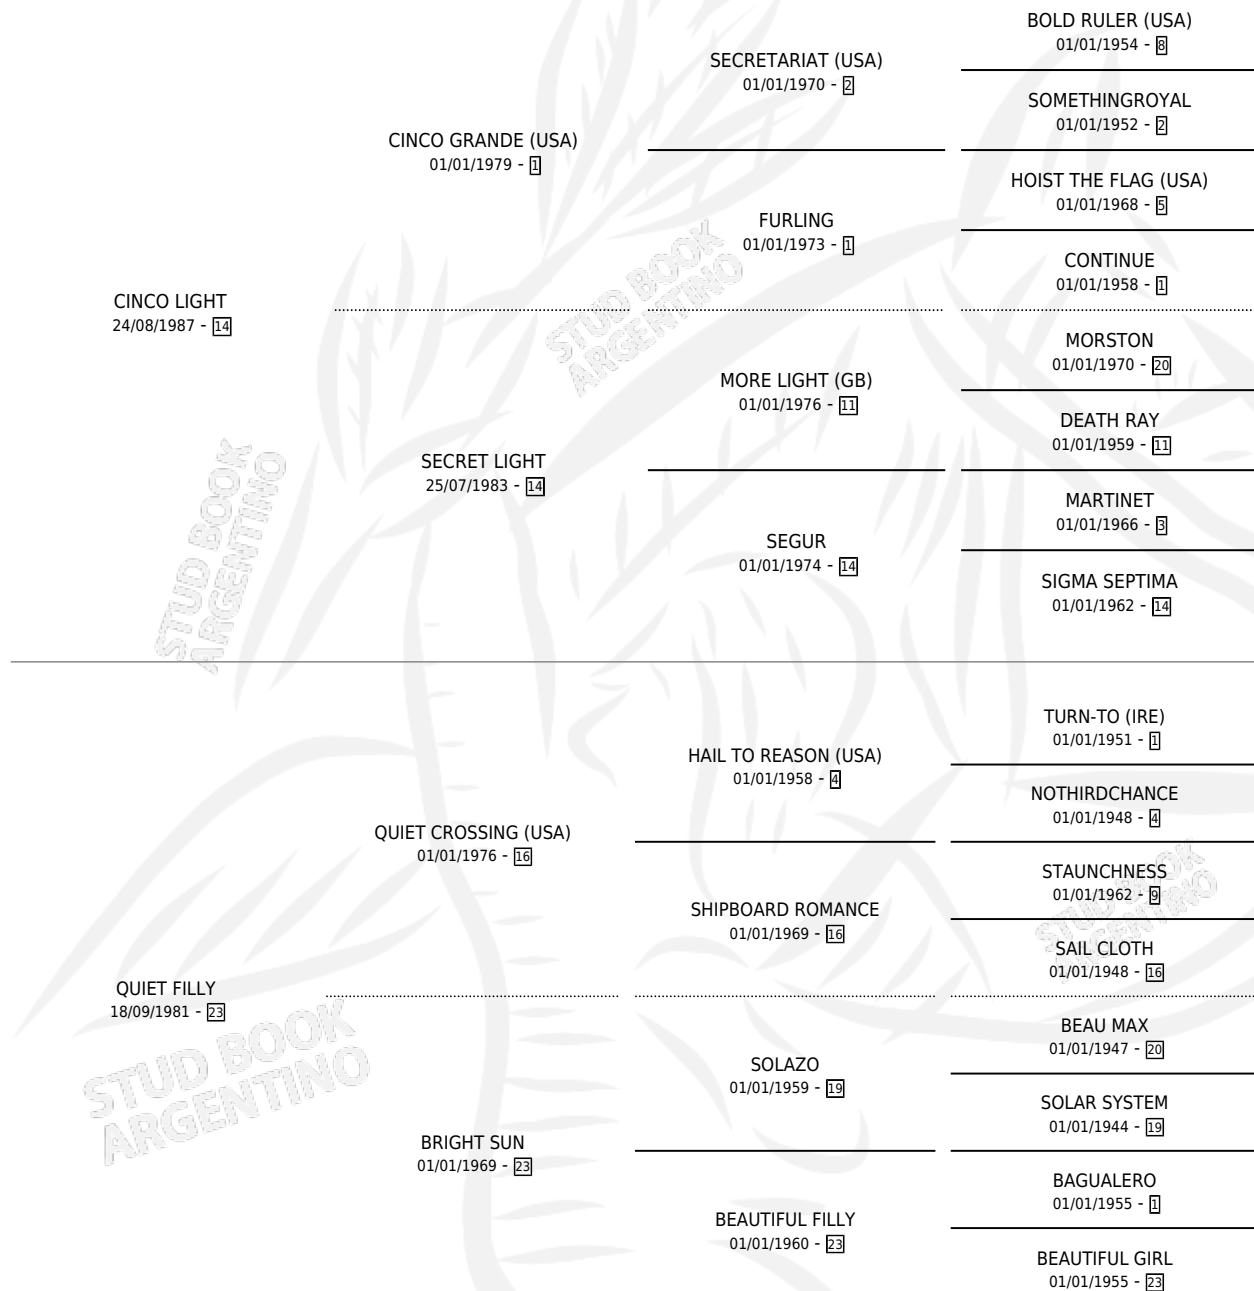 BOLD RULER (USA)
01/01/1954 - 8
SECRETARIAT (USA)
01/01/1970 - 2
SOMETHINGROYAL
01/01/1952 - 2
CINCO GRANDE (USA)
01/01/1979 - 1
HOIST THE FLAG (USA)
01/01/1968 - 5
FURLING
01/01/1973 - 1
CONTINUE
01/01/1958 - 1
CINCO LIGHT
24/08/1987 - 14
STUD BOOK
ARGENTINO
MORSTON
01/01/1970 - 20
MORE LIGHT (GB)
01/01/1976 - 11
DEATH RAY
01/01/1959 - 11
SECRET LIGHT
25/07/1983 - 14
MARTINET
01/01/1966 - 3
SEGUR
01/01/1974 - 14
SIGMA SEPTIMA
01/01/1962 - 14
STUD BOOK
ARGENTINO
TURN-TO (IRE)
01/01/1951 - 1
HAIL TO REASON (USA)
01/01/1958 - 4
NOTHIRDCHANCE
01/01/1948 - 4
QUIET CROSSING (USA)
01/01/1976 - 16
STAUNCHNESS
01/01/1962 - 9
SHIPBOARD ROMANCE
01/01/1969 - 16
STUD BOOK
ARGENTINO
SAIL CLOTH
01/01/1948 - 16
QUIET FILLY
18/09/1981 - 23
STUD BOOK
ARGENTINO
BEAU MAX
01/01/1947 - 20
SOLAZO
01/01/1959 - 19
SOLAR SYSTEM
01/01/1944 - 19
BRIGHT SUN
01/01/1969 - 23
BAGUALERO
01/01/1955 - 1
BEAUTIFUL FILLY
01/01/1960 - 23
BEAUTIFUL GIRL
01/01/1955 - 23